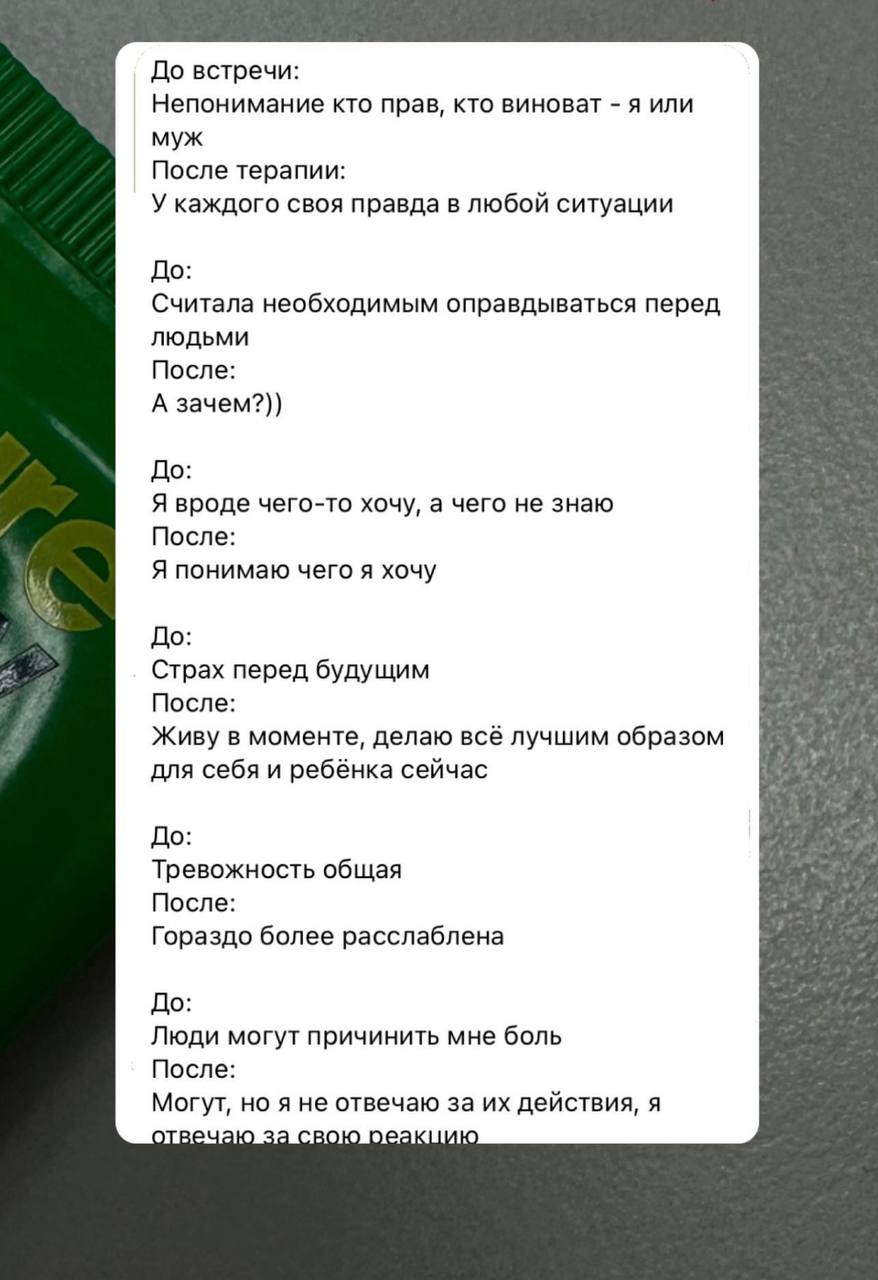 До встречи:
Непонимание кто прав, кто виноват - я или
муж
После терапии:
У каждого своя правда в любой ситуации
До:
Считала необходимым оправдываться перед
людьми
После:
А зачем?))
До:
Я вроде чего-то хочу, а чего не знаю
После:
Я понимаю чего я хочу
До:
Страх перед будущим
После:
Живу в моменте, делаю всё лучшим образом
для себя и ребёнка сейчас
До:
Тревожность общая
После:
Гораздо более расслаблена
До:
Люди могут причинить мне боль
После:
Могут, но я не отвечаю за их действия, я
отвечаю за свою реакцию